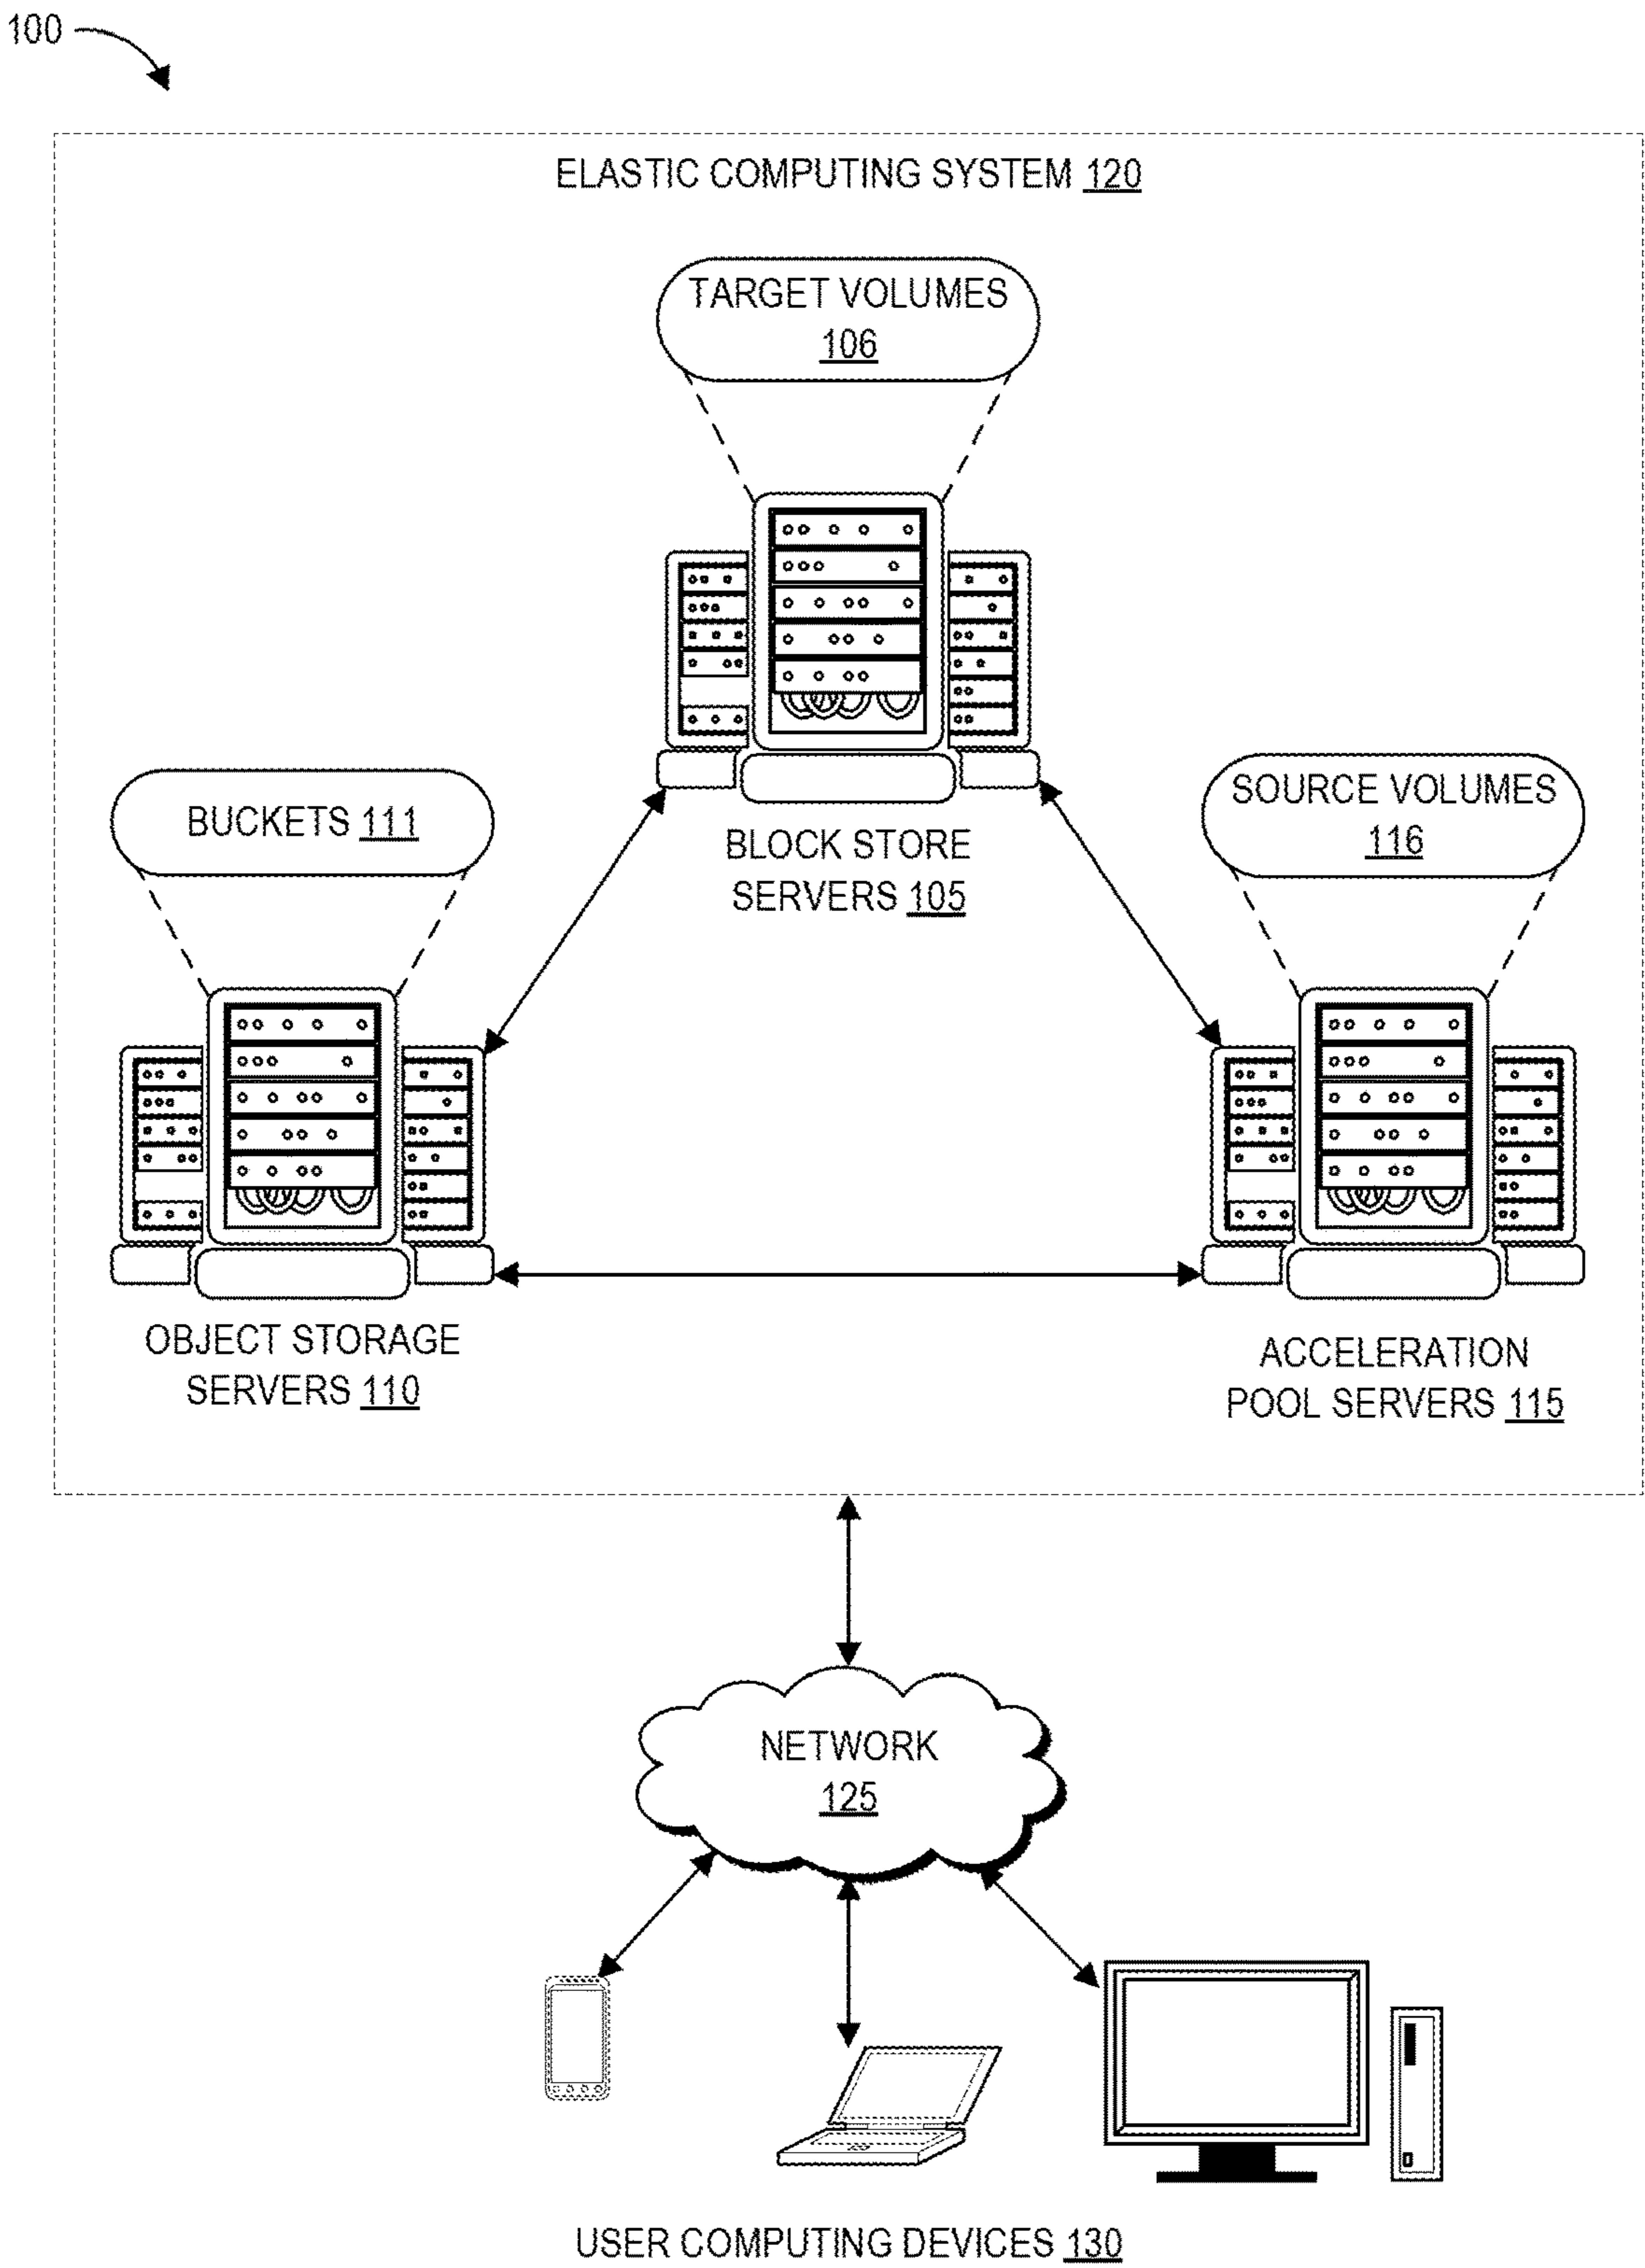 100
ELASTIC COMPUTING SYSTEM 120
TARGET VOLUMES
106
BLOCK STORE
SERVERS 105
BUCKETS 111
SOURCE VOLUMES
116
OBJECT STORAGE
SERVERS 110
ACCELERATION
POOL SERVERS 115
NETWORK
125
USER COMPUTING DEVICES 130